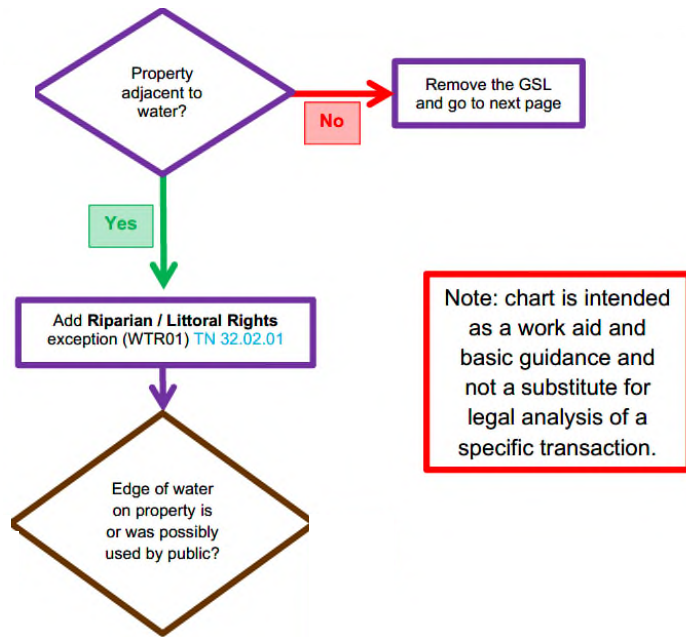 Property
adjacent to
water?
Remove the GSL
and go to next page
No
Yes
Add Riparian / Littoral Rights
exception (WTR01) TN 32.02.01
Note: chart is intended
as a work aid and
basic guidance and
not a substitute for
legal analysis of a
specific transaction.
Edge of water
on property is
or was possibly
used by public?